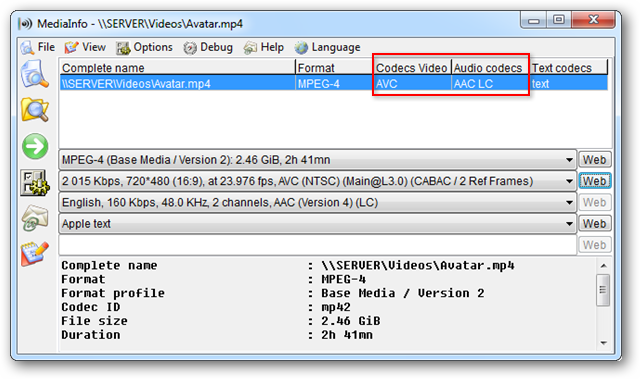 MediaInfo - \\SERVER\Videos\Avatar.mp4
File View Options Debug Help Language
Complete name Format Codecs Video Audio codecs Text codecs
\\SERVER\Videos\Avatar.mp4 MPEG-4 AVC AAC LC text
MPEG-4 (Base Media / Version 2): 2.46 GiB, 2h 41mn Web
2 015 Kbps, 720*480 (16:9), at 23.976 fps, AVC (NTSC) (Main@L3.0) (CABAC / 2 Ref Frames) Web
English, 160 Kbps, 48.0 KHz, 2 channels, AAC (Version 4) (LC) Web
Apple text Web
Web
Complete name : \\SERVER\Videos\Avatar.mp4
Format : MPEG-4
Format profile : Base Media / Version 2
Codec ID : mp42
File size : 2.46 GiB
Duration : 2h 41mn